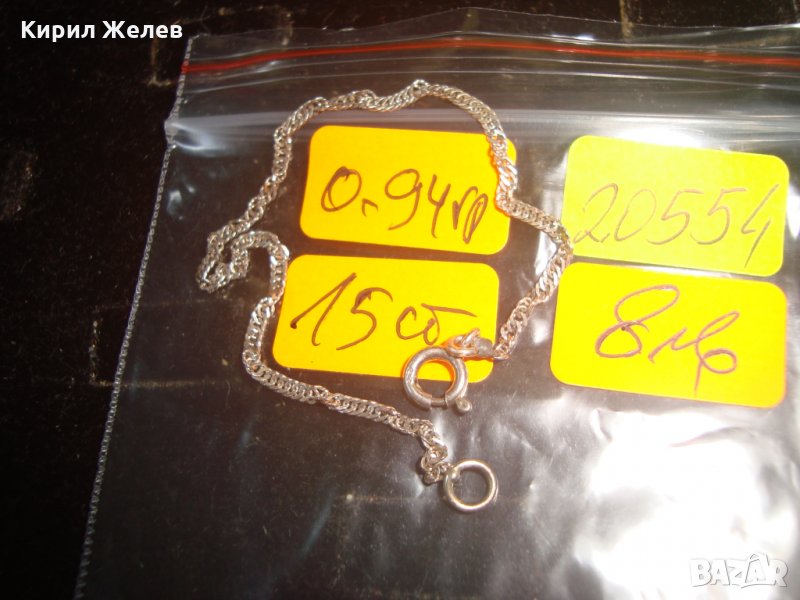 Кирил Желев
0.94гр
20554
15см
8лв
BAZAR